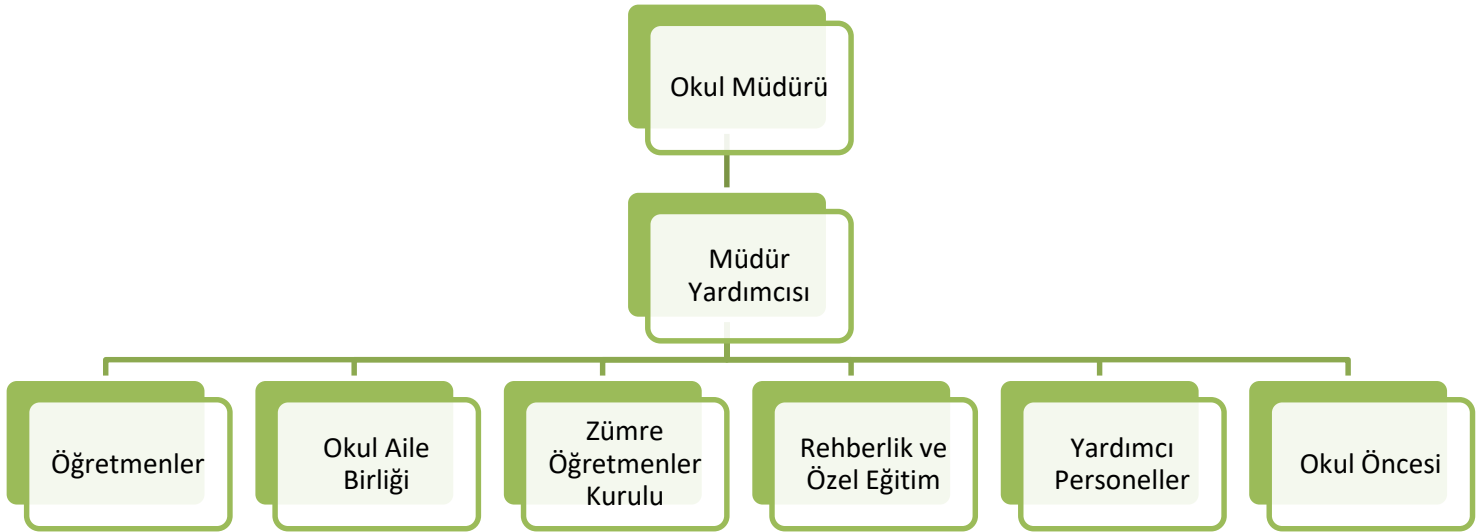 Okul Müdürü
Müdür
Yardımcısı
Öğretmenler
Okul Aile
Birliği
Zümre
Öğretmenler
Kurulu
Rehberlik ve
Özel Eğitim
Yardımcı
Personeller
Okul Öncesi